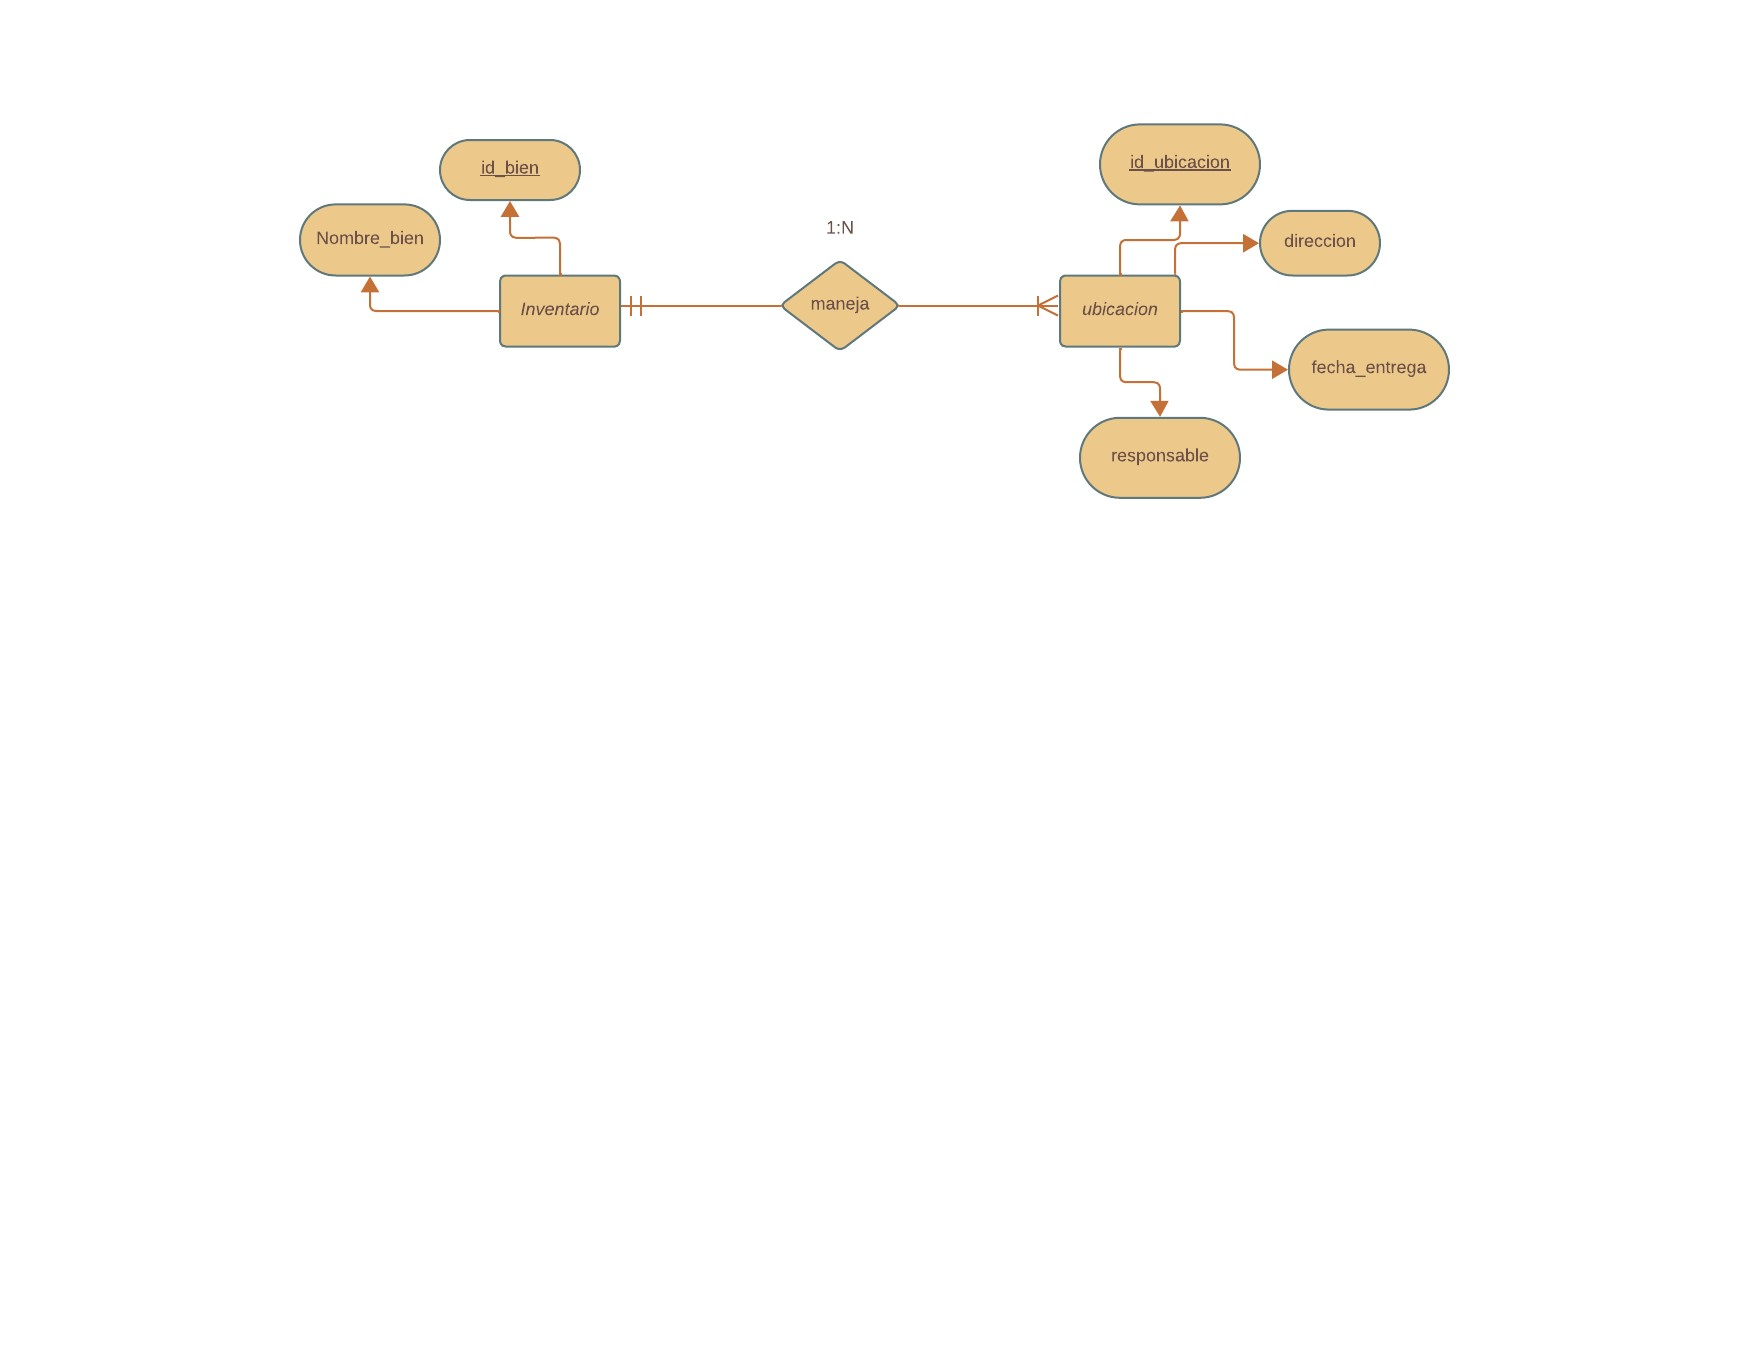 id_bien
Nombre_bien
Inventario
1:N
maneja
id_ubicacion
direccion
ubicacion
fecha_entrega
responsable